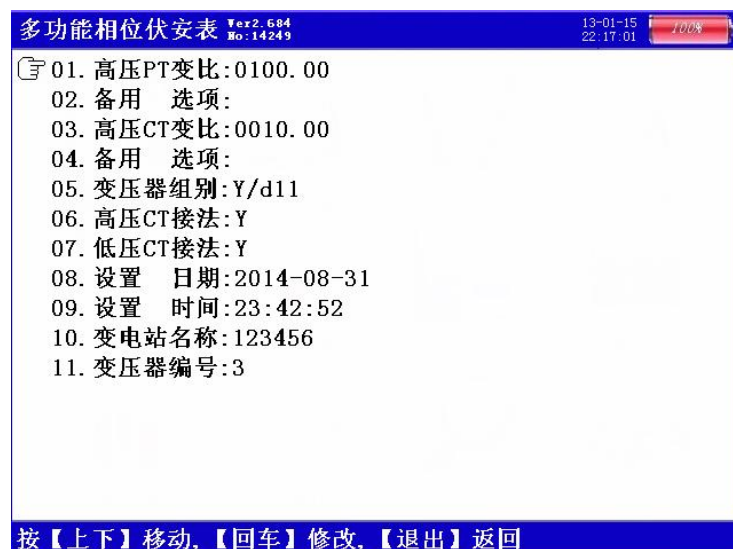 多功能相位伏安表 Ver2.684 No:14249
13-01-15 22:17:01 100%
01.高压PT变比:0100.00
02.备用 选项:
03.高压CT变比:0010.00
04.备用 选项:
05.变压器组别:Y/d11
06.高压CT接法:Y
07.低压CT接法:Y
08.设置 日期:2014-08-31
09.设置 时间:23:42:52
10.变电站名称:123456
11.变压器编号:3
按【上下】移动,【回车】修改,【退出】返回